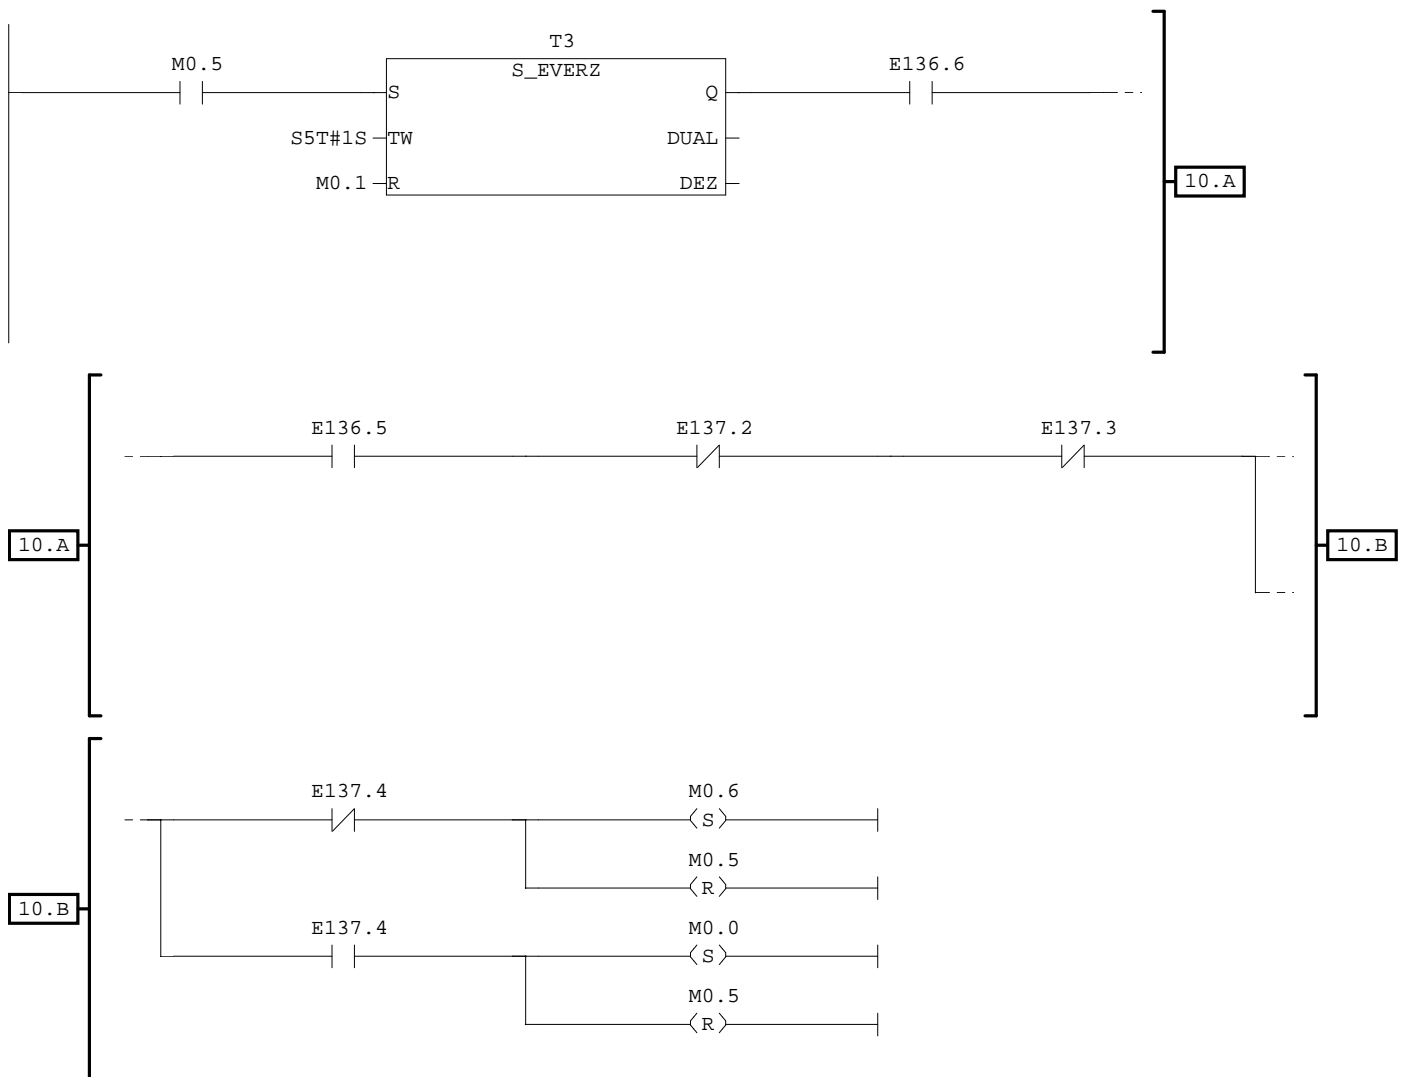 T3
M0.5
S_EVERZ
E136.6
S
Q
S5T#1S
TW
DUAL
M0.1
R
DEZ
10.A
E136.5
E137.2
E137.3
10.A
10.B
E137.4
M0.6
S
M0.5
R
10.B
E137.4
M0.0
S
M0.5
R